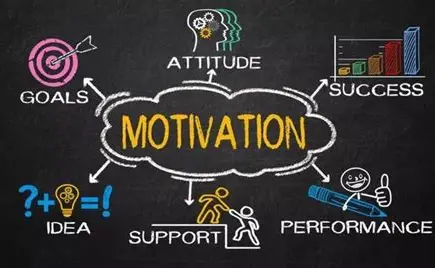 ATTITUDE
GOALS
SUCCESS
MOTIVATION
?+=!
IDEA
SUPPORT
PERFORMANCE